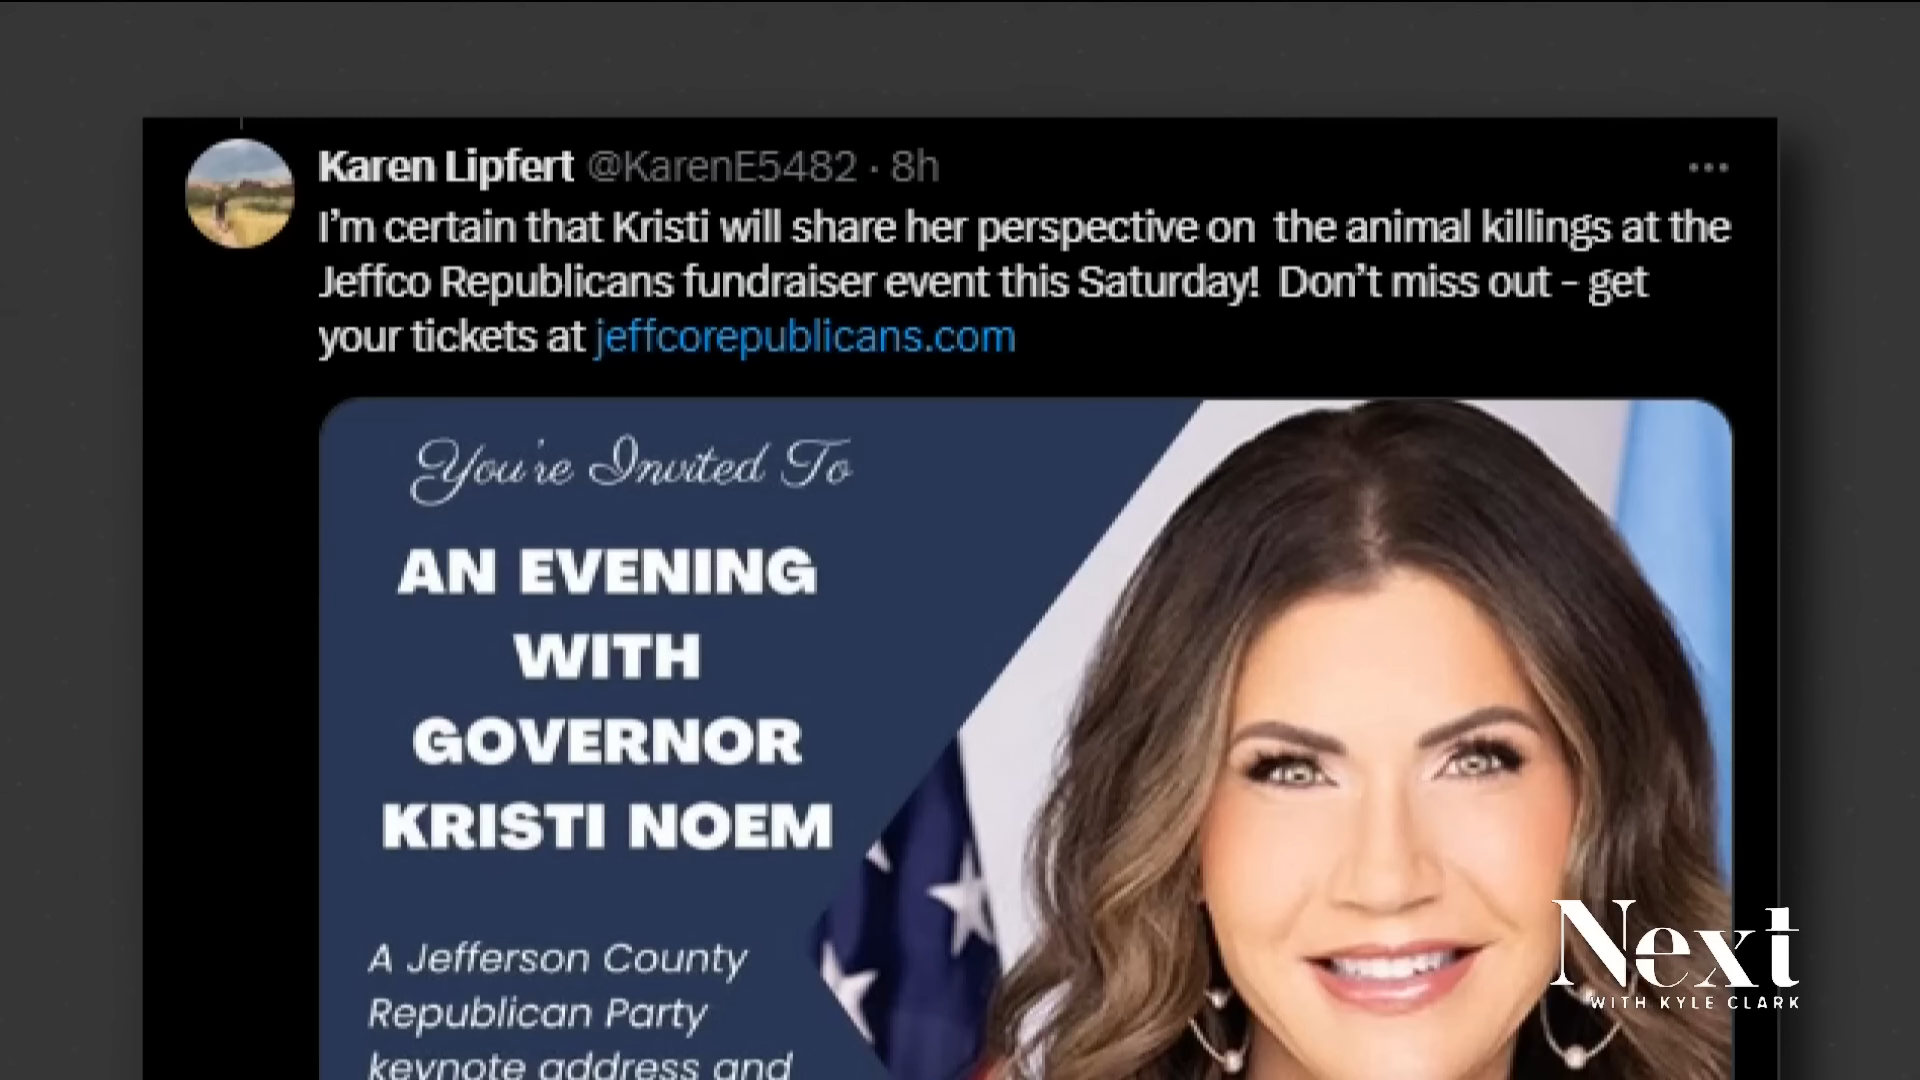 Karen Lipfert @KarenE5482 · 8h
I'm certain that Kristi will share her perspective on the animal killings at the
Jeffco Republicans fundraiser event this Saturday! Don't miss out – get
your tickets at jeffcorepublicans.com
You're Invited To
AN EVENING
WITH
GOVERNOR
KRISTI NOEM
A Jefferson County
Republican Party
keynote address and
Next
WITH KYLE CLARK